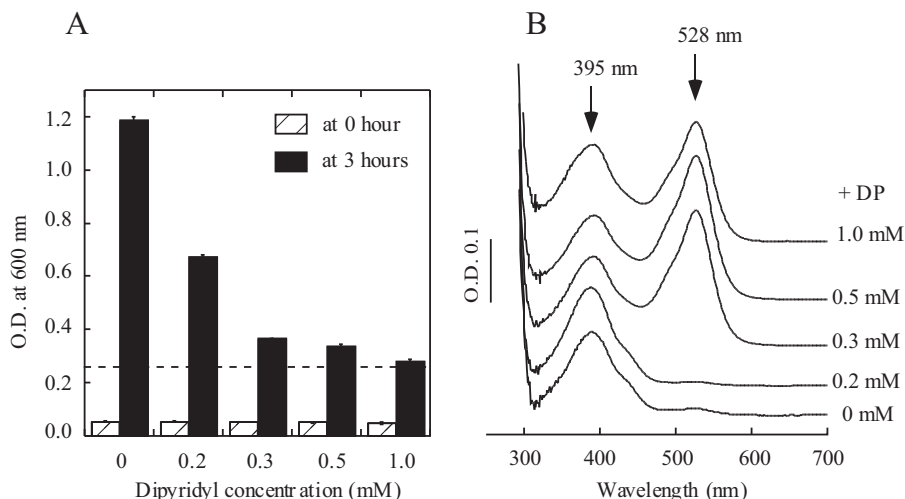 A
O.D. at 600 nm
1.2
1.0
0.8
0.6
0.4
0.2
0.0
at 0 hour
at 3 hours
0 0.2 0.3 0.5 1.0
Dipyridyl concentration (mM)
B
528 nm
395 nm
O.D. 0.1
+ DP
1.0 mM
0.5 mM
0.3 mM
0.2 mM
0 mM
300 400 500 600 700
Wavelength (nm)